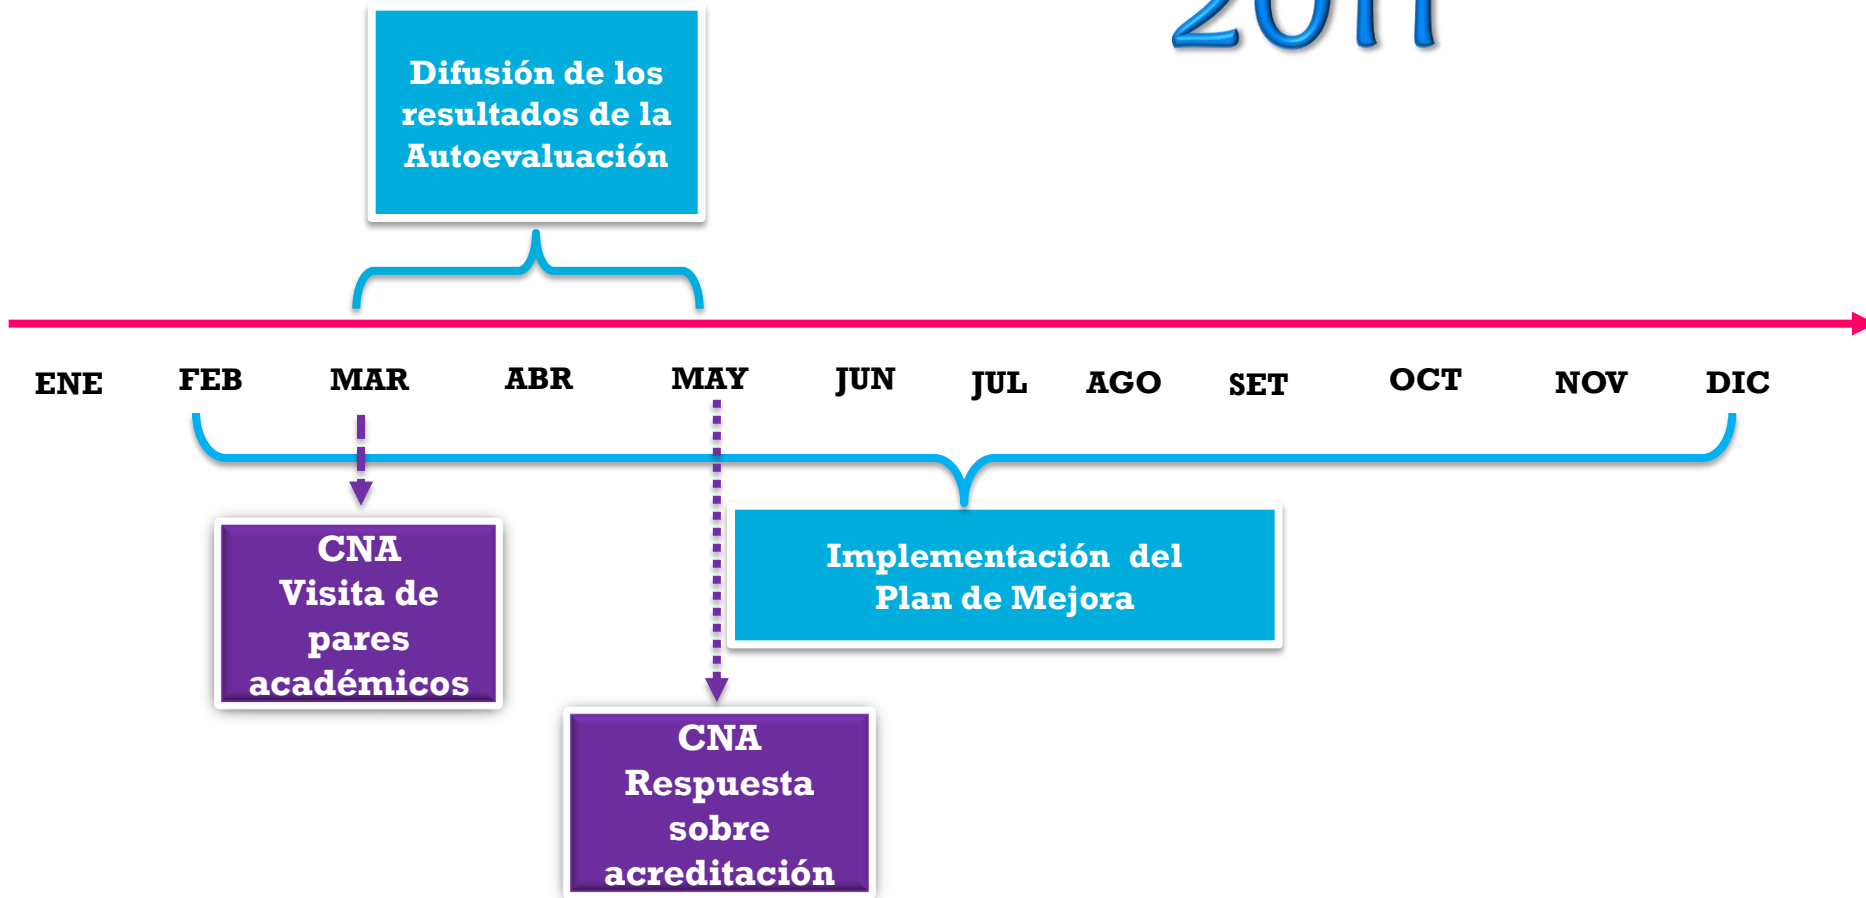 2011
Difusión de los
resultados de la
Autoevaluación
ENE FEB MAR ABR MAY JUN JUL AGO SET OCT NOV DIC
CNA
Visita de
pares
académicos
Implementación del
Plan de Mejora
CNA
Respuesta
sobre
acreditación